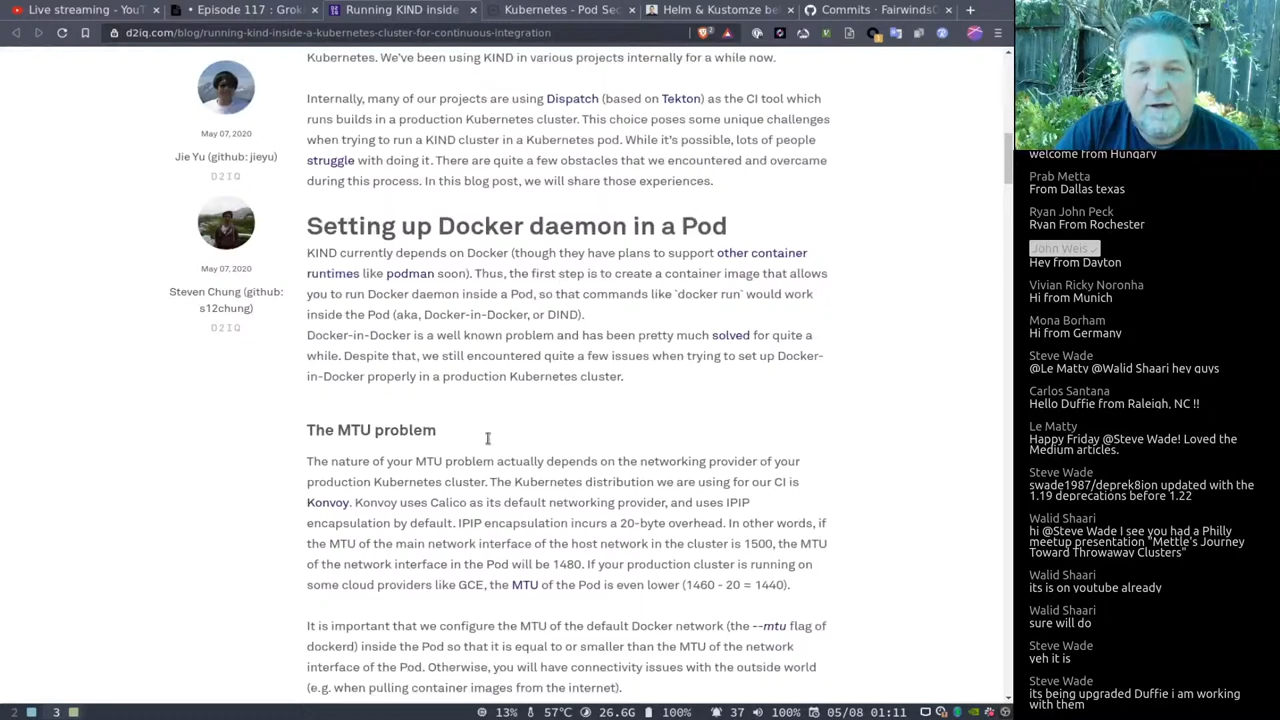 Live streaming - YouT
• Episode 117 : Grok
Running KIND inside
Kubernetes - Pod Sec
Helm & Kustomze be
Commits · FairwindsC
d2iq.com/blog/running-kind-inside-a-kubernetes-cluster-for-continuous-integration
Kubernetes. We've been using KIND in various projects internally for a while now.
May 07, 2020
Jie Yu (github: jieyu)
D2IQ
May 07, 2020
Steven Chung (github:
s12chung)
D2IQ
Internally, many of our projects are using Dispatch (based on Tekton) as the CI tool which
runs builds in a production Kubernetes cluster. This choice poses some unique challenges
when trying to run a KIND cluster in a Kubernetes pod. While it's possible, lots of people
struggle with doing it. There are quite a few obstacles that we encountered and overcame
during this process. In this blog post, we will share those experiences.
Setting up Docker daemon in a Pod
KIND currently depends on Docker (though they have plans to support other container
runtimes like podman soon). Thus, the first step is to create a container image that allows
you to run Docker daemon inside a Pod, so that commands like `docker run` would work
inside the Pod (aka, Docker-in-Docker, or DIND).
Docker-in-Docker is a well known problem and has been pretty much solved for quite a
while. Despite that, we still encountered quite a few issues when trying to set up Docker-
in-Docker properly in a production Kubernetes cluster.
The MTU problem
The nature of your MTU problem actually depends on the networking provider of your
production Kubernetes cluster. The Kubernetes distribution we are using for our CI is
Konvoy. Konvoy uses Calico as its default networking provider, and uses IPIP
encapsulation by default. IPIP encapsulation incurs a 20-byte overhead. In other words, if
the MTU of the main network interface of the host network in the cluster is 1500, the MTU
of the network interface in the Pod will be 1480. If your production cluster is running on
some cloud providers like GCE, the MTU of the Pod is even lower (1460 - 20 = 1440).
It is important that we configure the MTU of the default Docker network (the --mtu flag of
dockerd) inside the Pod so that it is equal to or smaller than the MTU of the network
interface of the Pod. Otherwise, you will have connectivity issues with the outside world
(e.g. when pulling container images from the internet).
welcome from Hungary
Prab Metta
From Dallas texas
Ryan John Peck
Ryan From Rochester
John Weis
Hey from Dayton
Vivian Ricky Noronha
Hi from Munich
Mona Borham
Hi from Germany
Steve Wade
@Le Matty @Walid Shaari hey guys
Carlos Santana
Hello Duffie from Raleigh, NC !!
Le Matty
Happy Friday @Steve Wade! Loved the
Medium articles.
Steve Wade
swade1987/deprek8ion updated with the
1.19 deprecations before 1.22
Walid Shaari
hi @Steve Wade I see you had a Philly
meetup presentation "Mettle's Journey
Toward Throwaway Clusters"
Walid Shaari
its is on youtube already
Walid Shaari
sure will do
Steve Wade
yeh it is
Steve Wade
its being upgraded Duffie i am working
with them
2
3
13% 57℃ 26.6G 100% 37 100% 05/08 01:11